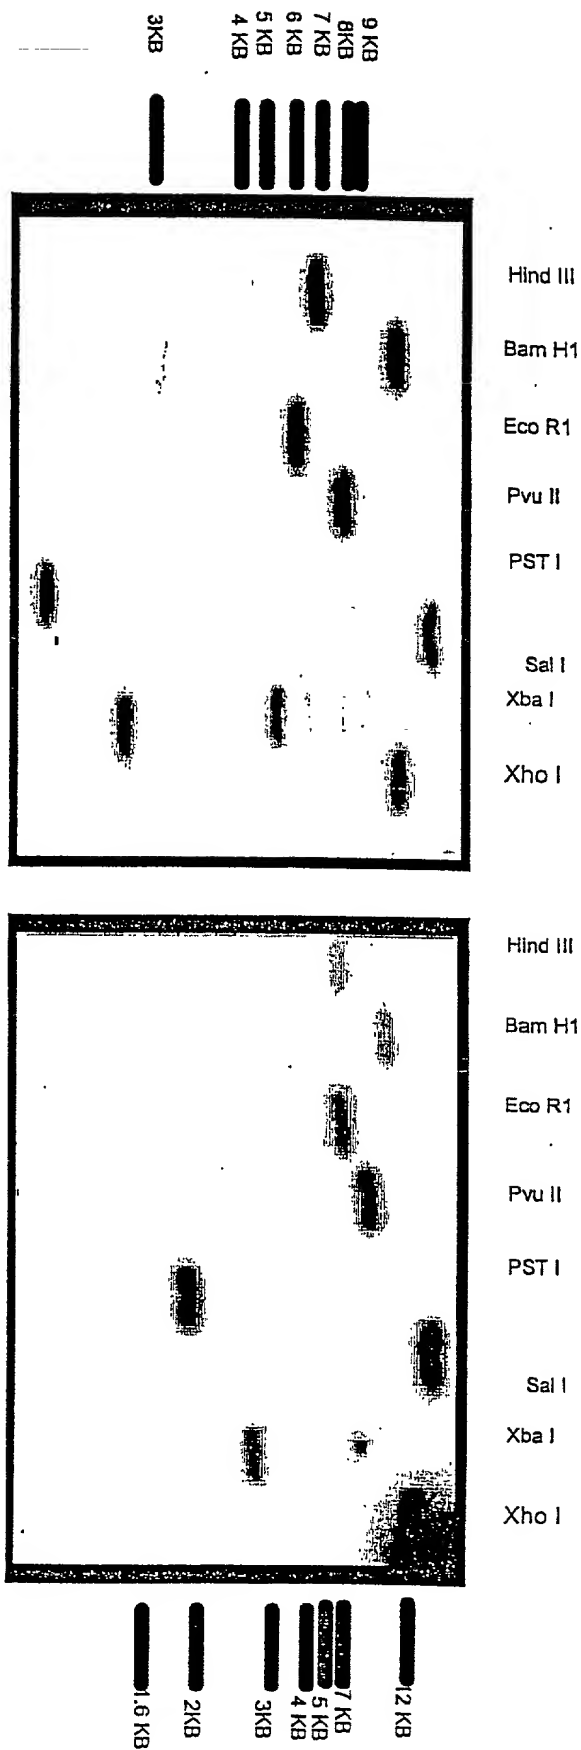 3KB
4 KB
5 KB
6 KB
7 KB
8KB
9 KB
Hind III
Bam H1
Eco R1
Pvu II
PST I
Sal I
Xba I
Xho I
Hind III
Bam H1
Eco R1
Pvu II
PST I
Sal I
Xba I
Xho I
1.6 KB
2KB
3KB
4 KB
5 KB
7 KB
12 KB